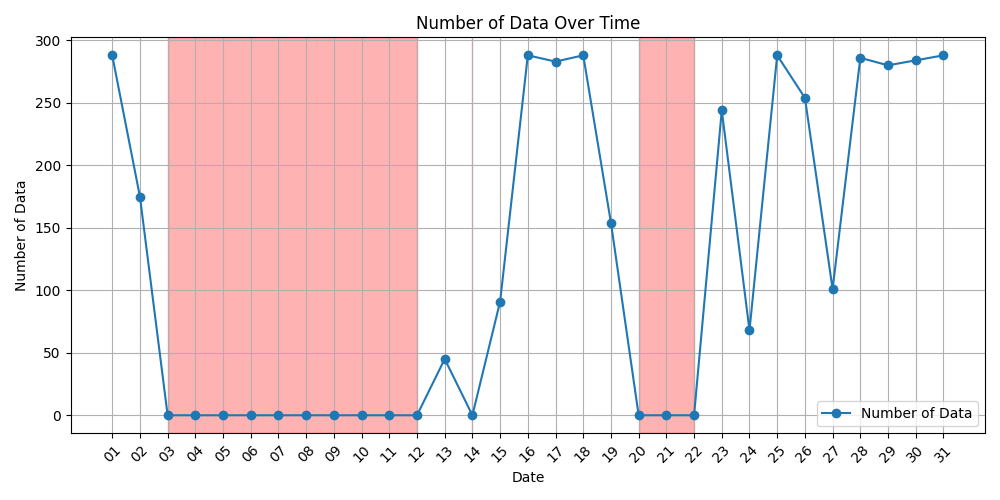 Number of Data Over Time
Number of Data
300
250
200
150
100
50
0
Number of Data
01 02 03 04 05 06 07 08 09 10 11 12 13 14 15 16 17 18 19 20 21 22 23 24 25 26 27 28 29 30 31
Date